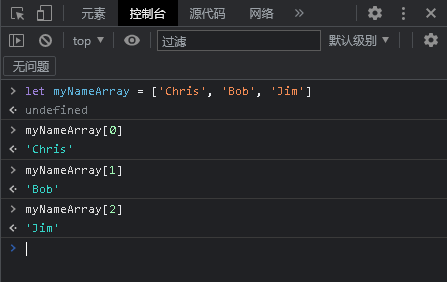 元素 控制台 源代码 网络 »
top ▼ 过滤 默认级别 ▼
无问题
> let myNameArray = ['Chris', 'Bob', 'Jim']
undefined
> myNameArray[0]
'Chris'
> myNameArray[1]
'Bob'
> myNameArray[2]
'Jim'
>